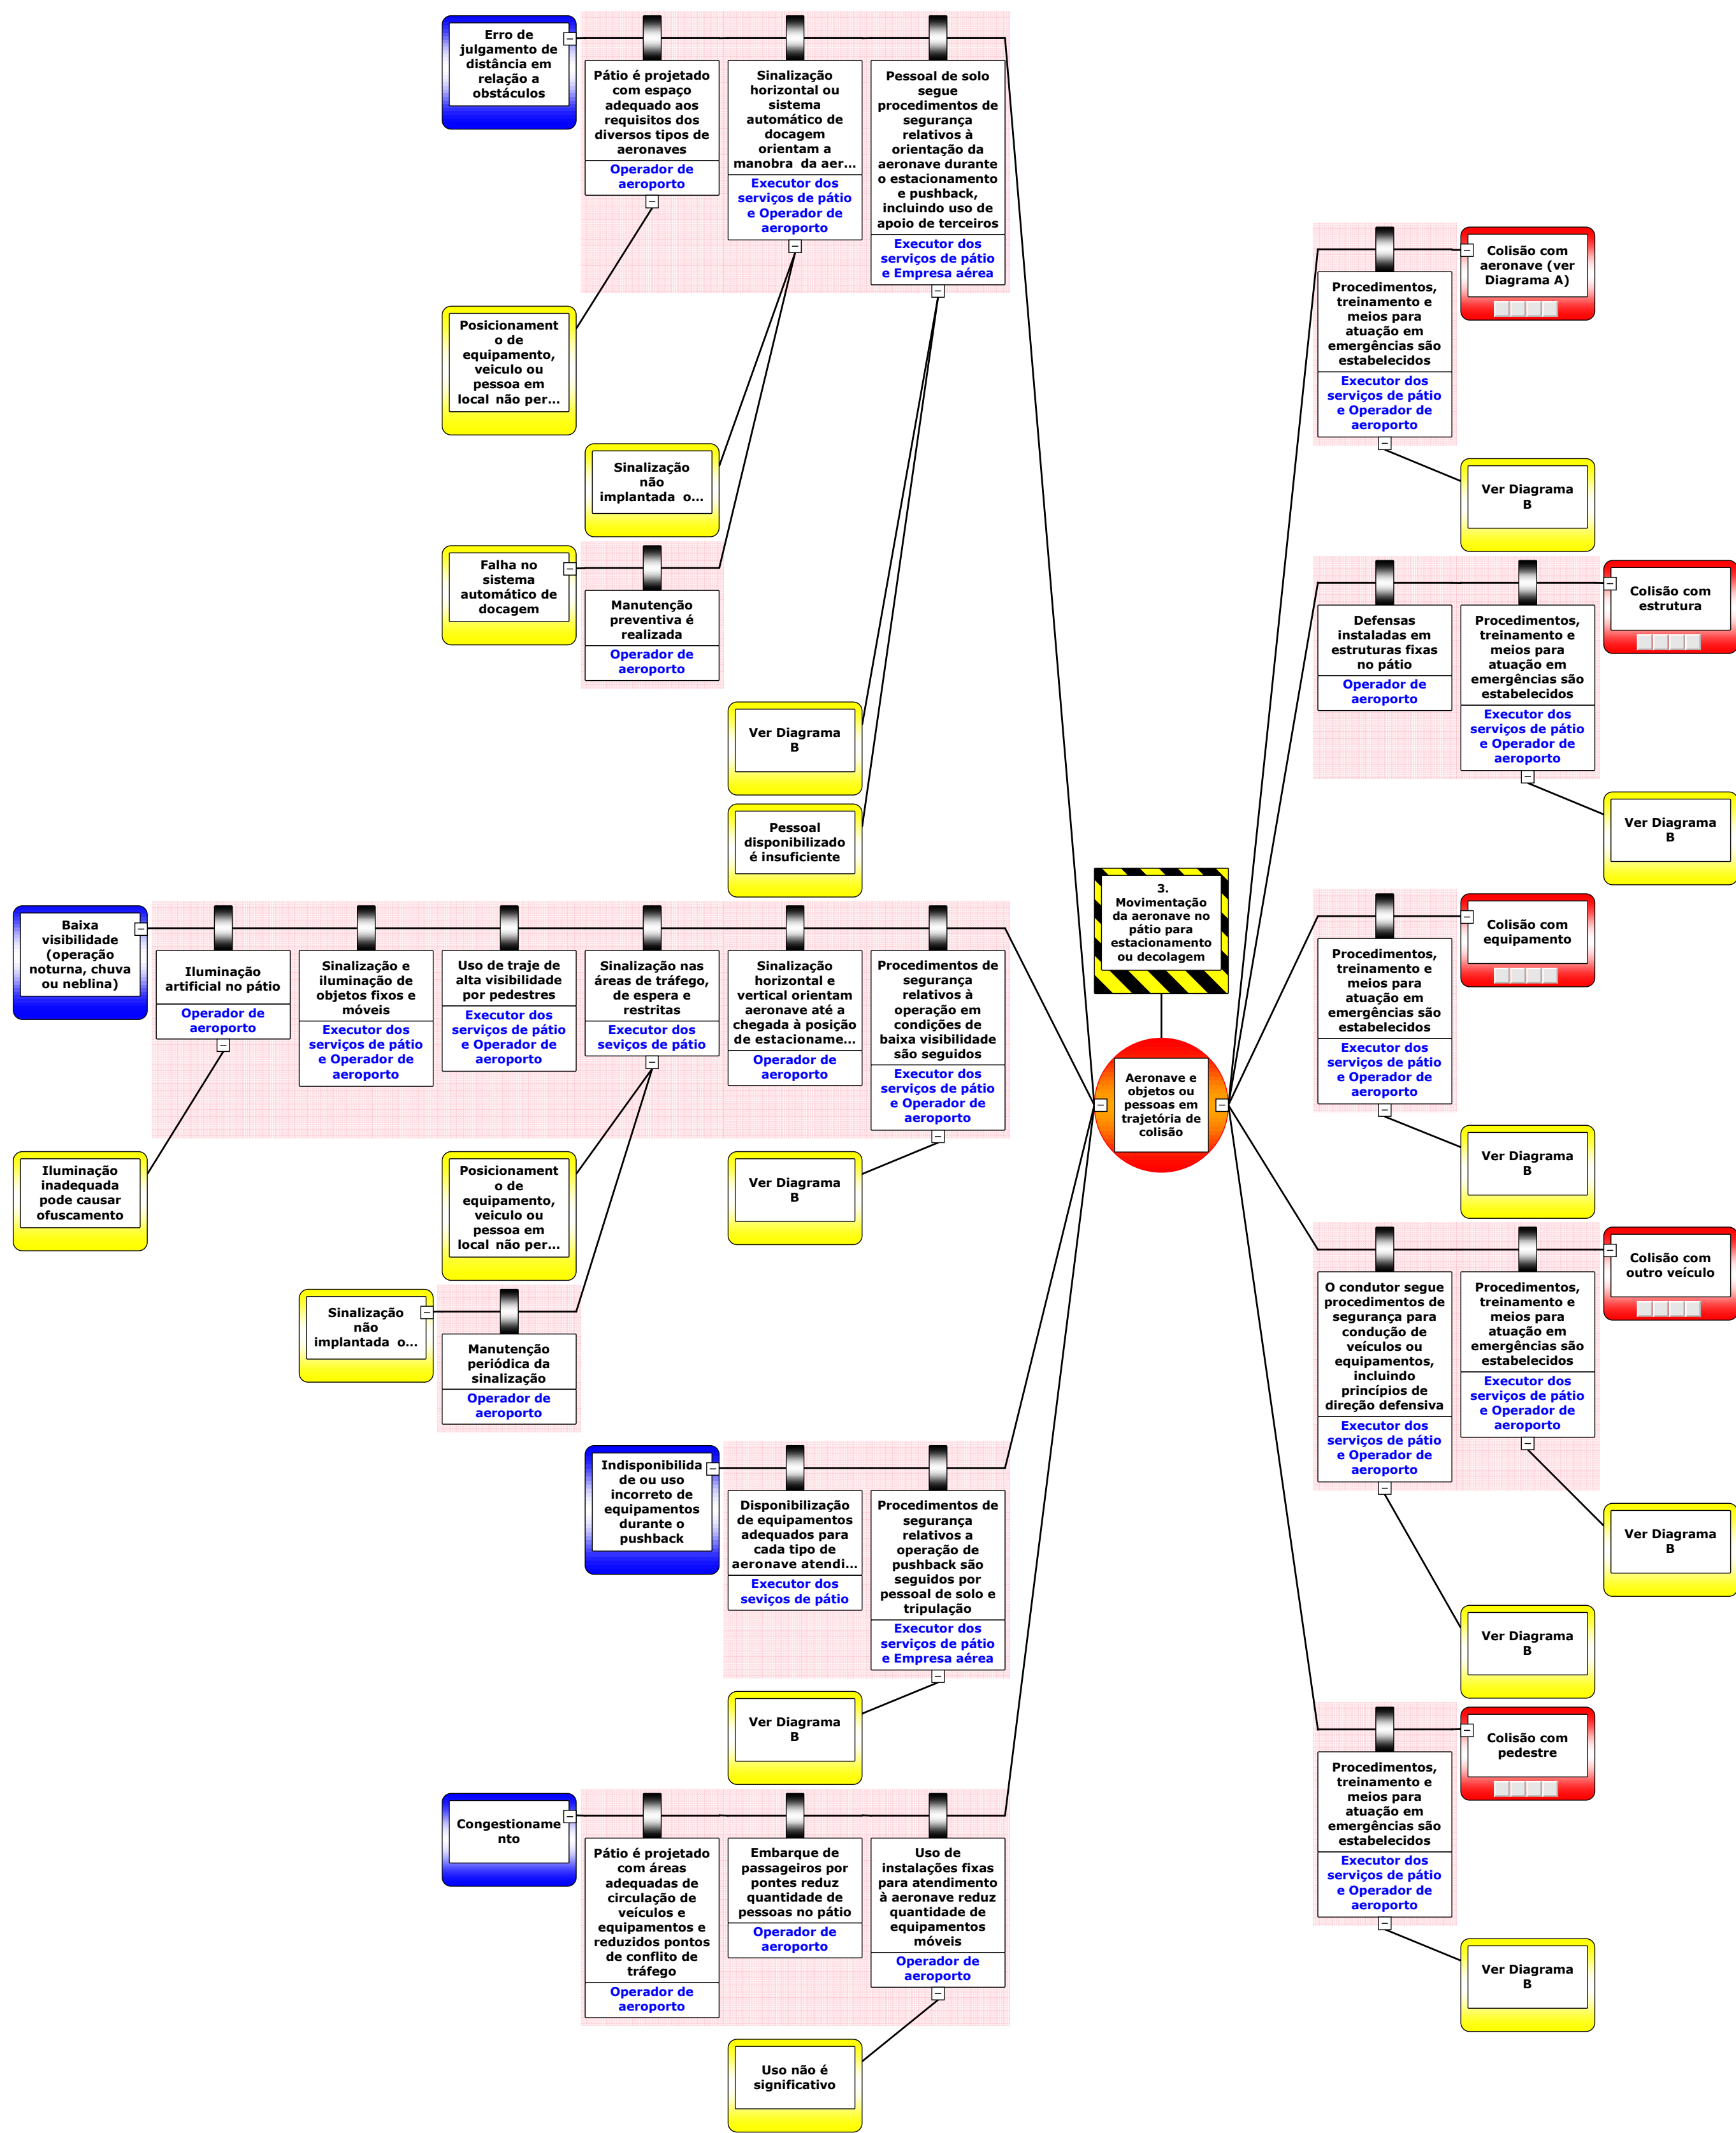 Erro de
julgamento de
distância em
relação a
obstáculos
Pátio é projetado
com espaço
adequado aos
requisitos dos
diversos tipos de
aeronaves
Operador de
aeroporto
Sinalização
horizontal ou
sistema
automático de
docagem
orientam a
manobra da aer...
Executor dos
serviços de pátio
e Operador de
aeroporto
Pessoal de solo
segue
procedimentos de
segurança
relativos à
orientação da
aeronave durante
o estacionamento
e pushback,
incluindo uso de
apoio de terceiros
Executor dos
serviços de pátio
e Empresa aérea
Posicionament
o de
equipamento,
veiculo ou
pessoa em
local não per...
Sinalização
não
implantada o...
Falha no
sistema
automático de
docagem
Manutenção
preventiva é
realizada
Operador de
aeroporto
Ver Diagrama
B
Pessoal
disponibilizado
é insuficiente
Baixa
visibilidade
(operação
noturna, chuva
ou neblina)
Iluminação
artificial no pátio
Operador de
aeroporto
Sinalização e
iluminação de
objetos fixos e
móveis
Executor dos
serviços de pátio
e Operador de
aeroporto
Uso de traje de
alta visibilidade
por pedestres
Executor dos
serviços de pátio
e Operador de
aeroporto
Sinalização nas
áreas de tráfego,
de espera e
restritas
Executor dos
seviços de pátio
Sinalização
horizontal e
vertical orientam
aeronave até a
chegada à posição
de estacioname...
Operador de
aeroporto
Procedimentos de
segurança
relativos à
operação em
condições de
baixa visibilidade
são seguidos
Executor dos
serviços de pátio
e Operador de
aeroporto
Iluminação
inadequada
pode causar
ofuscamento
Posicionament
o de
equipamento,
veiculo ou
pessoa em
local não per...
Ver Diagrama
B
Sinalização
não
implantada o...
Manutenção
periódica da
sinalização
Operador de
aeroporto
Indisponibilida
de ou uso
incorreto de
equipamentos
durante o
pushback
Disponibilização
de equipamentos
adequados para
cada tipo de
aeronave atendi...
Executor dos
seviços de pátio
Procedimentos de
segurança
relativos a
operação de
pushback são
seguidos por
pessoal de solo e
tripulação
Executor dos
serviços de pátio
e Empresa aérea
Ver Diagrama
B
Congestioname
nto
Pátio é projetado
com áreas
adequadas de
circulação de
veículos e
equipamentos e
reduzidos pontos
de conflito de
tráfego
Operador de
aeroporto
Embarque de
passageiros por
pontes reduz
quantidade de
pessoas no pátio
Operador de
aeroporto
Uso de
instalações fixas
para atendimento
à aeronave reduz
quantidade de
equipamentos
móveis
Operador de
aeroporto
Uso não é
significativo
3.
Movimentação
da aeronave no
pátio para
estacionamento
ou decolagem
Aeronave e
objetos ou
pessoas em
trajetória de
colisão
Procedimentos,
treinamento e
meios para
atuação em
emergências são
estabelecidos
Executor dos
serviços de pátio
e Operador de
aeroporto
Colisão com
aeronave (ver
Diagrama A)
Ver Diagrama
B
Defensas
instaladas em
estruturas fixas
no pátio
Operador de
aeroporto
Procedimentos,
treinamento e
meios para
atuação em
emergências são
estabelecidos
Executor dos
serviços de pátio
e Operador de
aeroporto
Colisão com
estrutura
Ver Diagrama
B
Procedimentos,
treinamento e
meios para
atuação em
emergências são
estabelecidos
Executor dos
serviços de pátio
e Operador de
aeroporto
Colisão com
equipamento
Ver Diagrama
B
O condutor segue
procedimentos de
segurança para
condução de
veículos ou
equipamentos,
incluindo
princípios de
direção defensiva
Executor dos
serviços de pátio
e Operador de
aeroporto
Procedimentos,
treinamento e
meios para
atuação em
emergências são
estabelecidos
Executor dos
serviços de pátio
e Operador de
aeroporto
Colisão com
outro veículo
Ver Diagrama
B
Ver Diagrama
B
Procedimentos,
treinamento e
meios para
atuação em
emergências são
estabelecidos
Executor dos
serviços de pátio
e Operador de
aeroporto
Colisão com
pedestre
Ver Diagrama
B